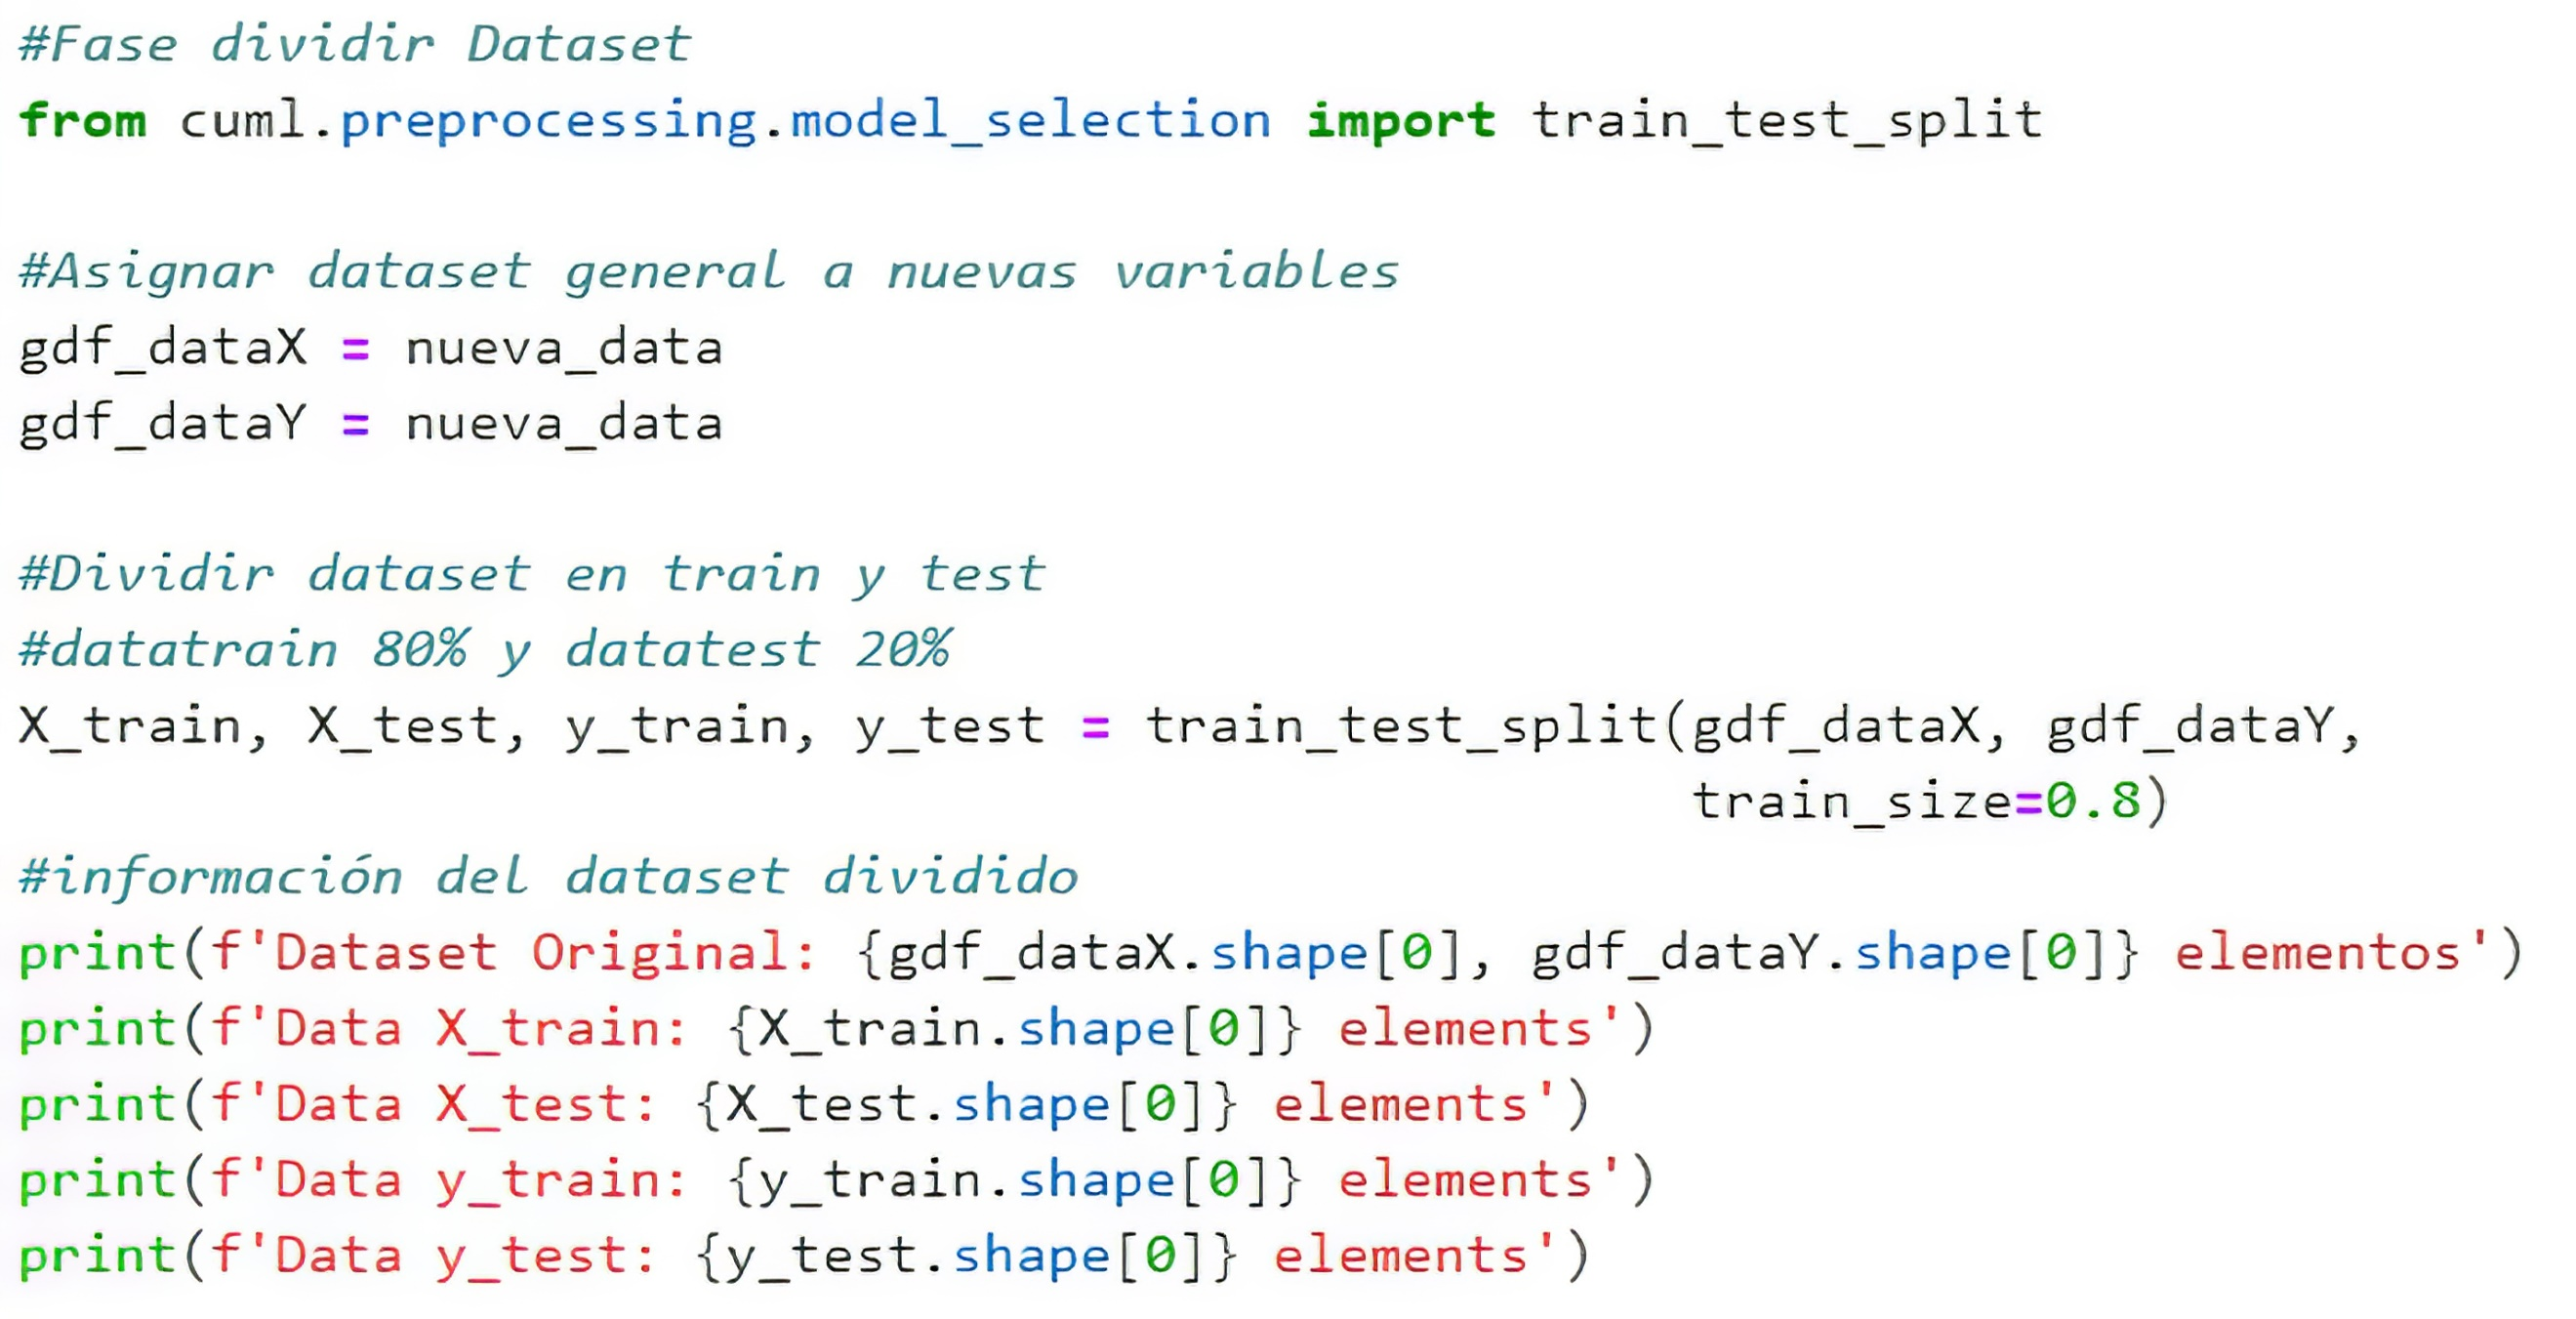 #Fase dividir Dataset
from cuml.preprocessing.model_selection import train_test_split
#Asignar dataset general a nuevas variables
gdf_dataX = nueva_data
gdf_dataY = nueva_data
#Dividir dataset en train y test
#datatrain 80% y datatest 20%
X_train, X_test, y_train, y_test = train_test_split(gdf_dataX, gdf_dataY,
train_size=0.8)
#información del dataset dividido
print(f'Dataset Original: {gdf_dataX.shape[0], gdf_dataY.shape[0]} elementos')
print(f'Data X_train: {X_train.shape[0]} elements')
print(f'Data X_test: {X_test.shape[0]} elements')
print(f'Data y_train: {y_train.shape[0]} elements')
print(f'Data y_test: {y_test.shape[0]} elements')